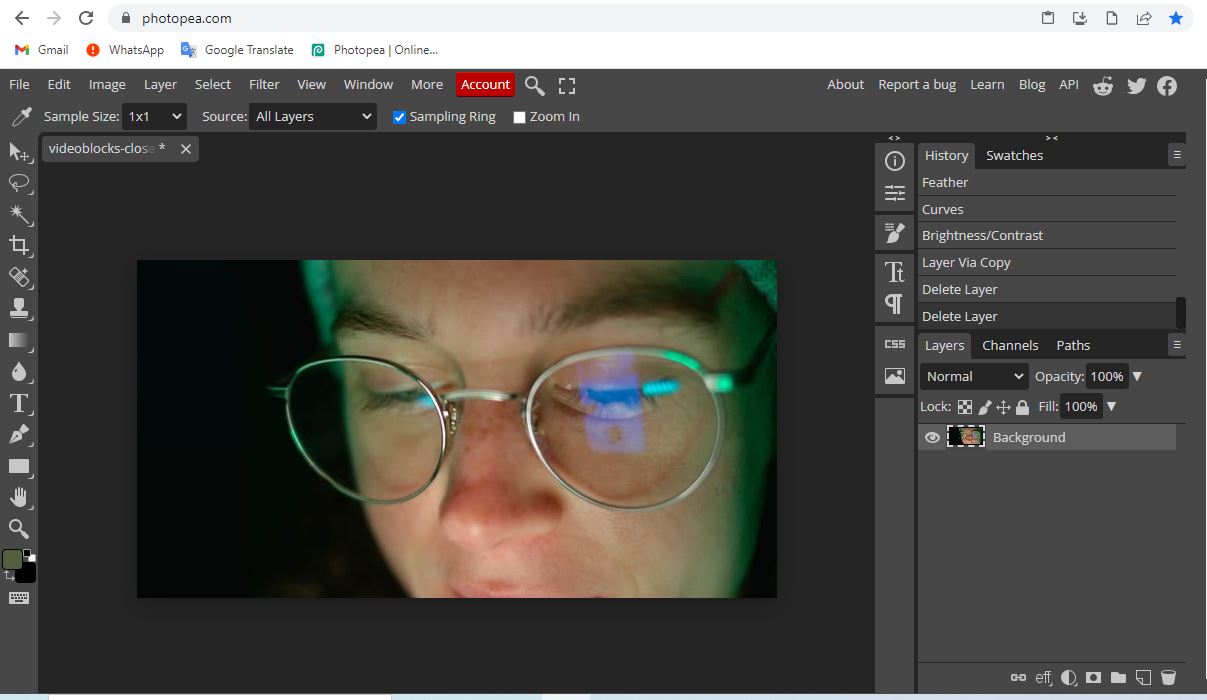 photopea.com
Gmail WhatsApp Google Translate Photopea | Online...
File Edit Image Layer Select Filter View Window More Account About Report a bug Learn Blog API
Sample Size: 1x1 Source: All Layers Sampling Ring Zoom In
videoblocks-close *
< > > <
History Swatches
Feather
Curves
Brightness/Contrast
Layer Via Copy
Delete Layer
Delete Layer
CSS
Layers Channels Paths
Normal Opacity: 100%
Lock: Fill: 100%
Background
eff